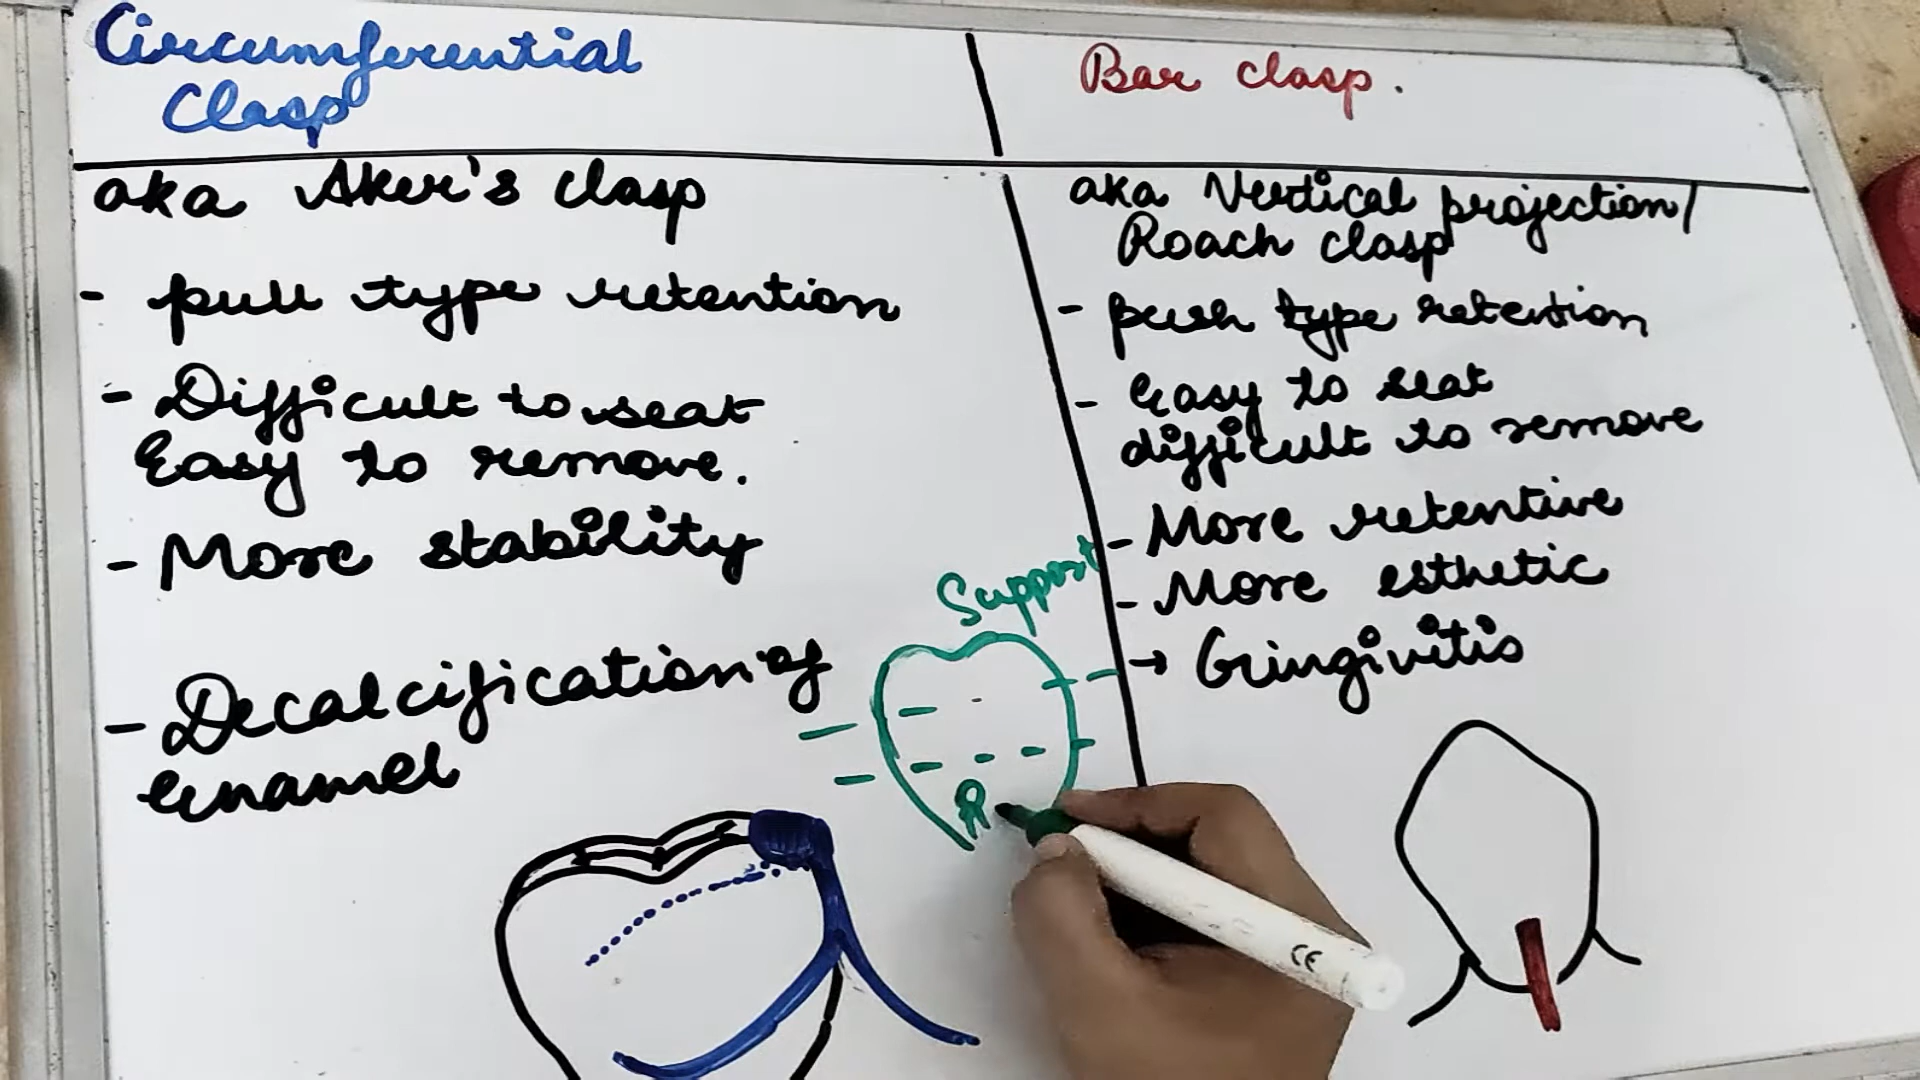 Circumferential
Clasp
aka Aker's clasp
- pull type retention
- Difficult to seat
Easy to remove.
- More stability
- Decalcification of
enamel
Bar clasp.
aka Vertical projection/
Roach clasp
- push type retention
- Easy to seat
difficult to remove
- More retentive
- More esthetic
→ Gingivitis
Support
R
CE